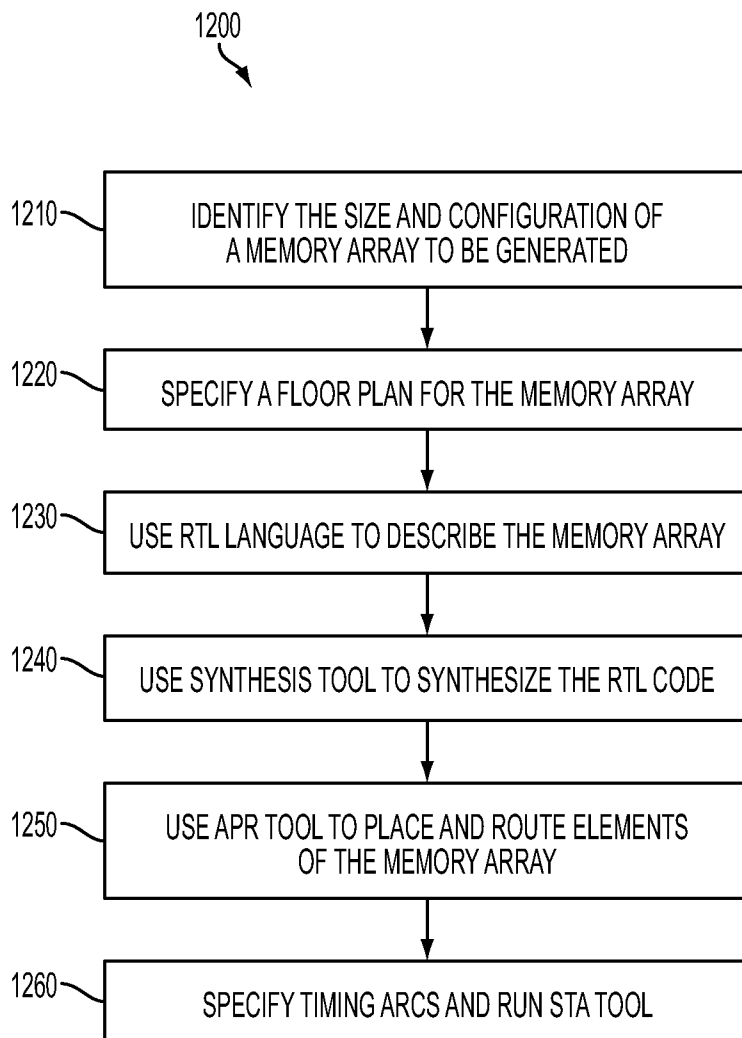 1200
1210
IDENTIFY THE SIZE AND CONFIGURATION OF
A MEMORY ARRAY TO BE GENERATED
1220
SPECIFY A FLOOR PLAN FOR THE MEMORY ARRAY
1230
USE RTL LANGUAGE TO DESCRIBE THE MEMORY ARRAY
1240
USE SYNTHESIS TOOL TO SYNTHESIZE THE RTL CODE
1250
USE APR TOOL TO PLACE AND ROUTE ELEMENTS
OF THE MEMORY ARRAY
1260
SPECIFY TIMING ARCS AND RUN STA TOOL